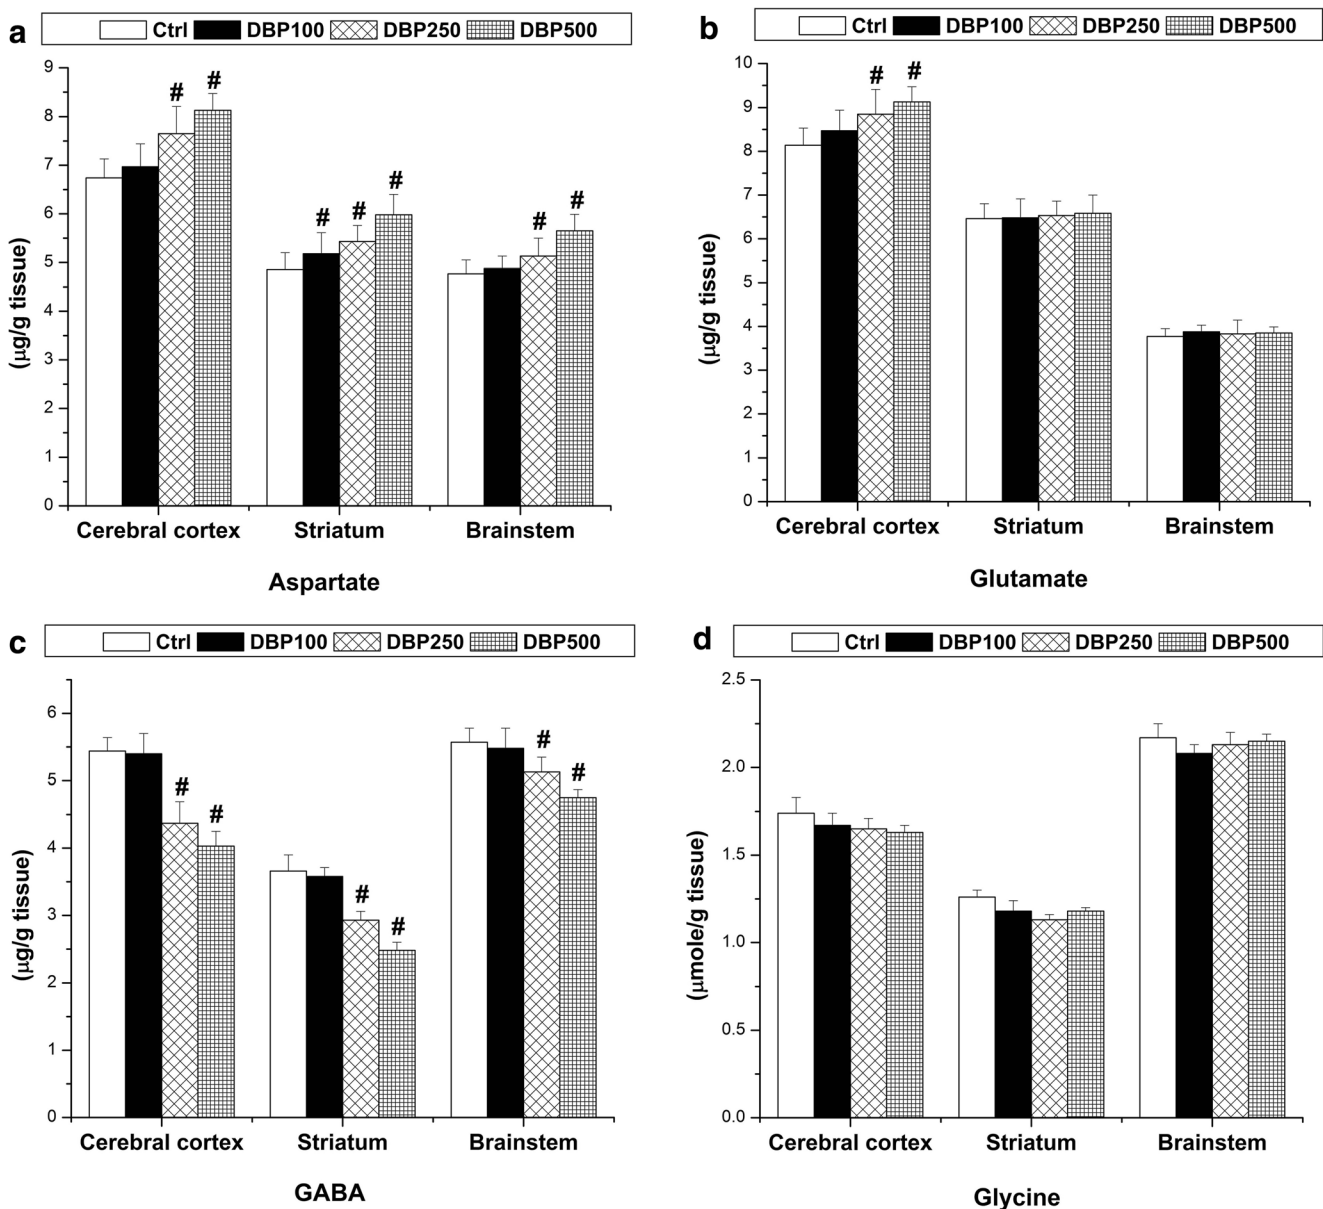 a
Ctrl DBP100 DBP250 DBP500
9
8
7
6
5
4
3
2
1
0
(μg/g tissue)
# #
# # #
# #
Cerebral cortex Striatum Brainstem
Aspartate
b
Ctrl DBP100 DBP250 DBP500
10
9
8
7
6
5
4
3
2
1
0
(μg/g tissue)
# #
Cerebral cortex Striatum Brainstem
Glutamate
c
Ctrl DBP100 DBP250 DBP500
6
5
4
3
2
1
0
(μg/g tissue)
# #
# #
# #
Cerebral cortex Striatum Brainstem
GABA
d
Ctrl DBP100 DBP250 DBP500
2.5
2.0
1.5
1.0
0.5
0.0
(μmole/g tissue)
Cerebral cortex Striatum Brainstem
Glycine